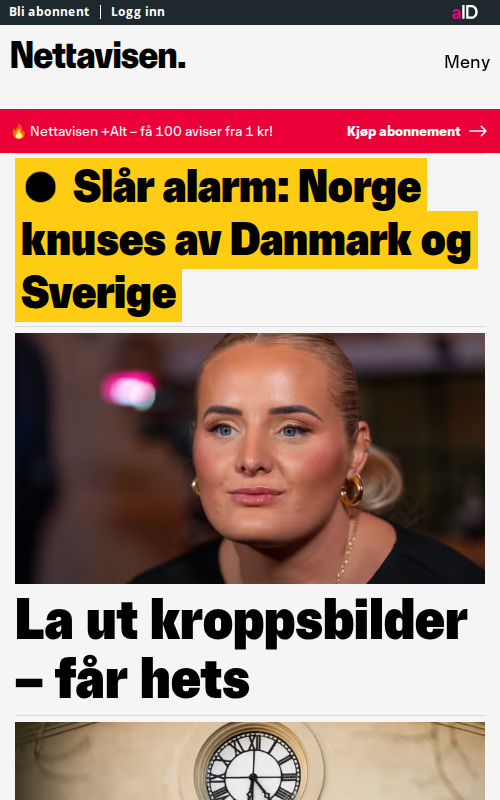 Bli abonnent | Logg inn
aID
Nettavisen.
Meny
🔥 Nettavisen +Alt – få 100 aviser fra 1 kr!
Kjøp abonnement →
● Slår alarm: Norge
knuses av Danmark og
Sverige
La ut kroppsbilder
– får hets